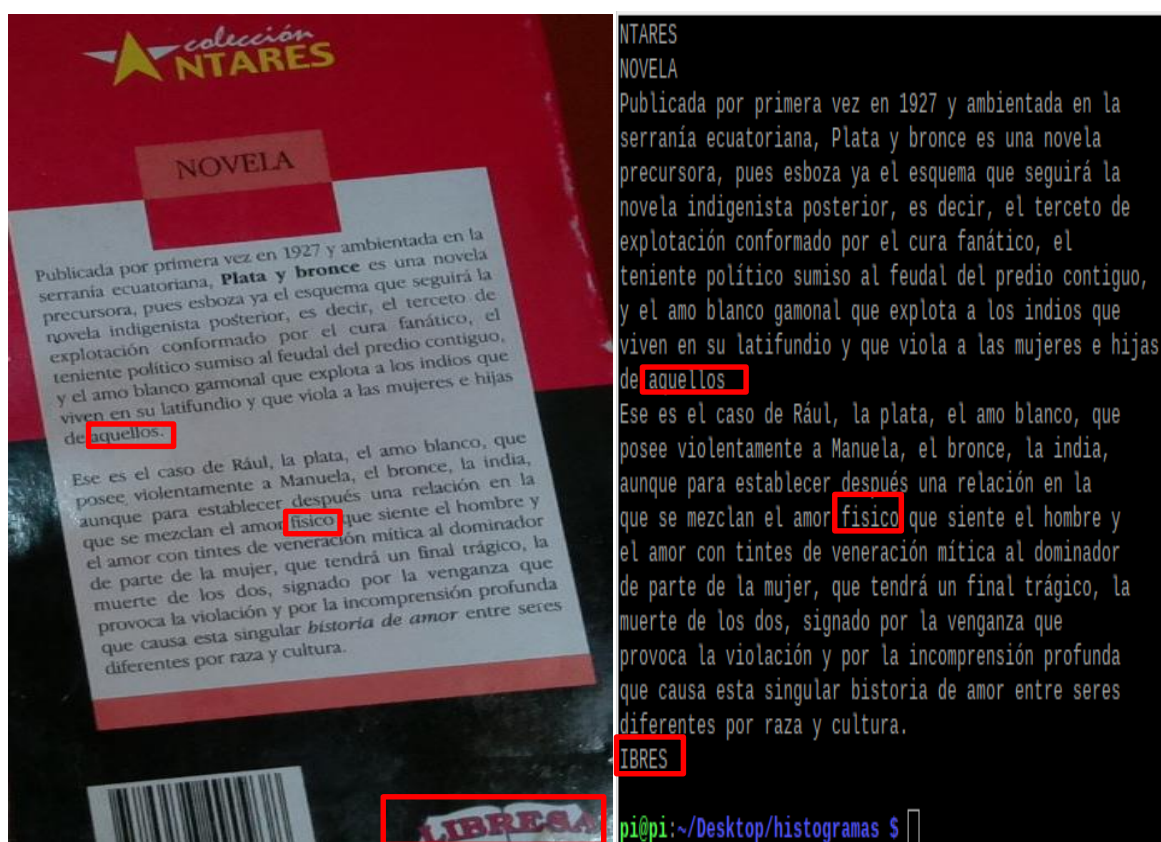 colección
ANTARES
NOVELA
Publicada por primera vez en 1927 y ambientada en la
serranía ecuatoriana, Plata y bronce es una novela
precursora, pues esboza ya el esquema que seguirá la
novela indigenista posterior, es decir, el terceto de
explotación conformado por el cura fanático, el
teniente político sumiso al feudal del predio contiguo,
y el amo blanco gamonal que explota a los indios que
viven en su latifundio y que viola a las mujeres e hijas
de aquellos.
Ese es el caso de Rául, la plata, el amo blanco, que
posee violentamente a Manuela, el bronce, la india,
aunque para establecer después una relación en la
que se mezclan el amor físico que siente el hombre y
el amor con tintes de veneración mítica al dominador
de parte de la mujer, que tendrá un final trágico, la
muerte de los dos, signado por la venganza que
provoca la violación y por la incomprensión profunda
que causa esta singular historia de amor entre seres
diferentes por raza y cultura.
LIBRESA
NTARES
NOVELA
Publicada por primera vez en 1927 y ambientada en la
serranía ecuatoriana, Plata y bronce es una novela
precursora, pues esboza ya el esquema que seguirá la
novela indigenista posterior, es decir, el terceto de
explotación conformado por el cura fanático, el
teniente político sumiso al feudal del predio contiguo,
y el amo blanco gamonal que explota a los indios que
viven en su latifundio y que viola a las mujeres e hijas
de aquellos
Ese es el caso de Rául, la plata, el amo blanco, que
posee violentamente a Manuela, el bronce, la india,
aunque para establecer después una relación en la
que se mezclan el amor fisico que siente el hombre y
el amor con tintes de veneración mítica al dominador
de parte de la mujer, que tendrá un final trágico, la
muerte de los dos, signado por la venganza que
provoca la violación y por la incomprensión profunda
que causa esta singular bistoria de amor entre seres
diferentes por raza y cultura.
IBRES
pi@pi:~/Desktop/histogramas $